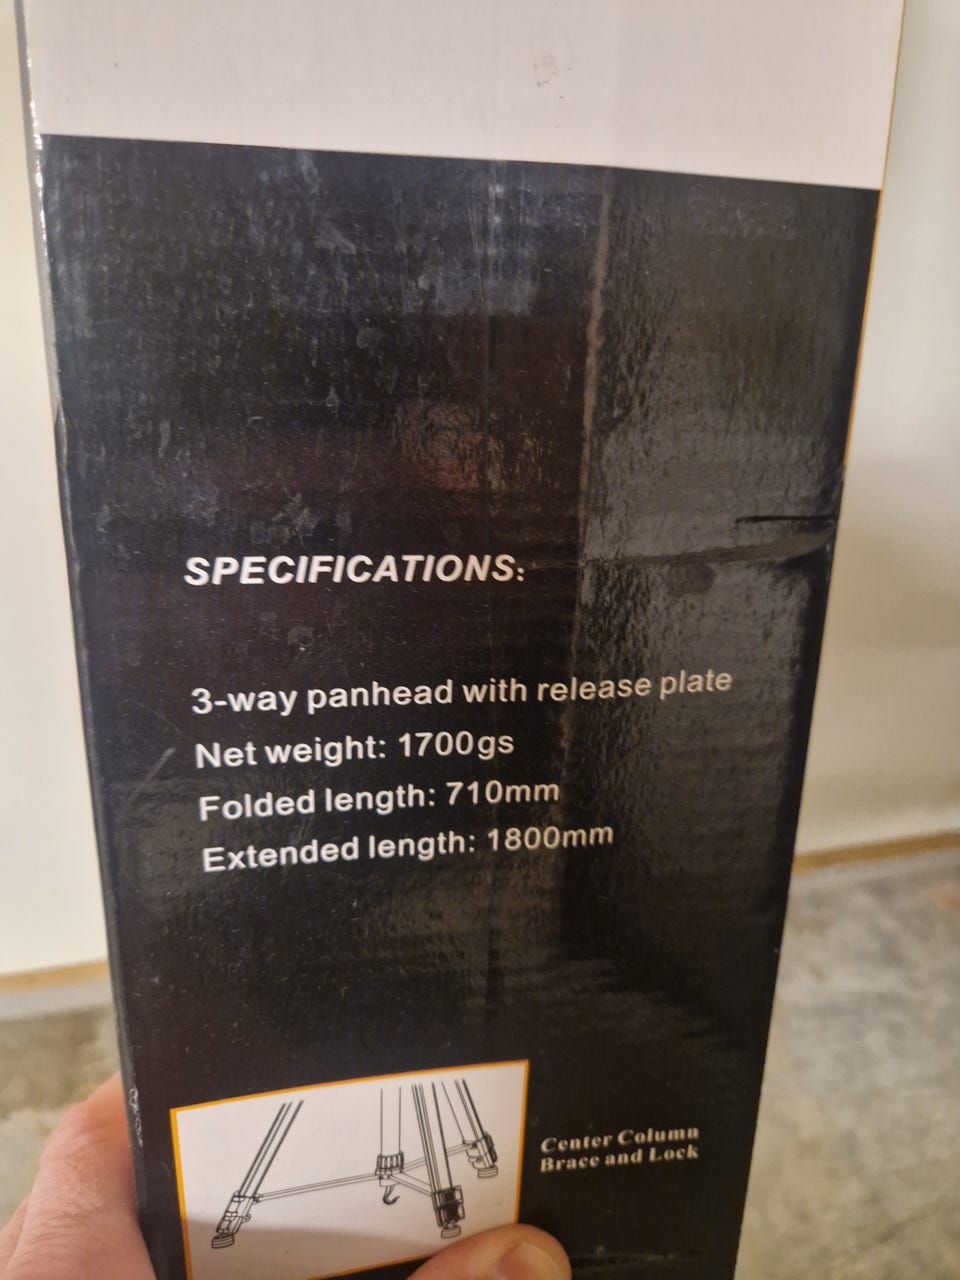 SPECIFICATIONS:
3-way panhead with release plate
Net weight: 1700gs
Folded length: 710mm
Extended length: 1800mm
Center Column
Brace and Lock